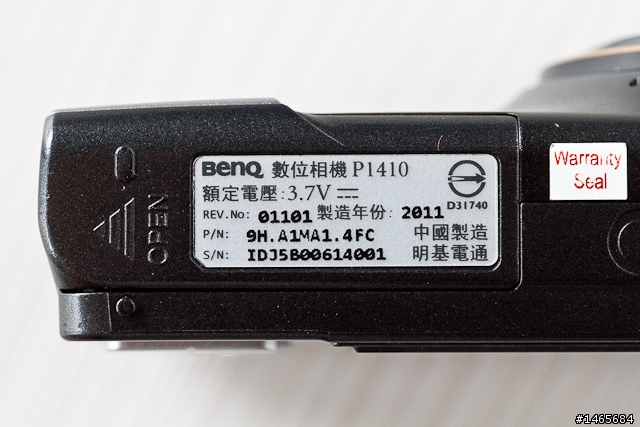 BenQ 數位相機 P1410
額定電壓:3.7V
REV.No: 01101 製造年份: 2011
D31740
P/N: 9H.A1MA1.4FC 中國製造
S/N: IDJ5B00614001 明基電通
OPEN
Warranty
Seal
#1465684